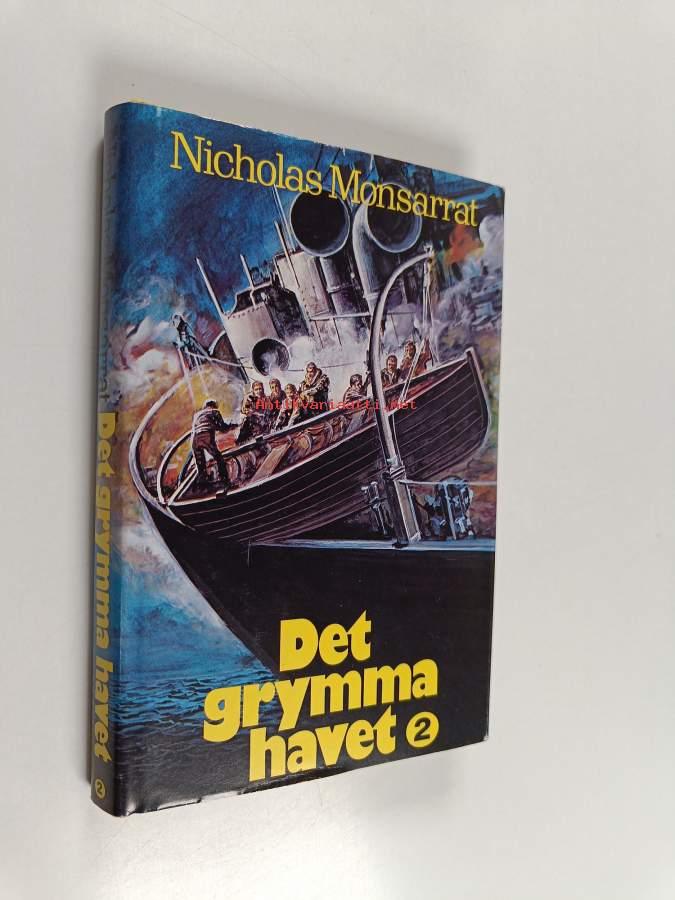 Nicholas Monsarrat
Antikvariaatti.net
Det
grymma
havet 2
Det grymma havet 2